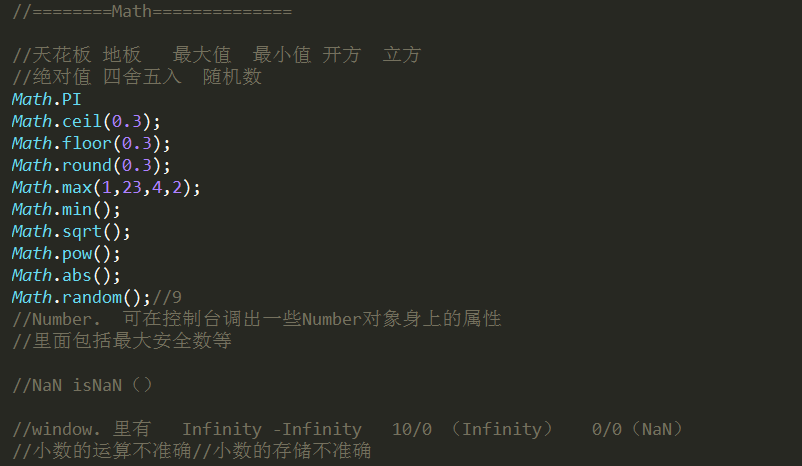 //========Math==============
//天花板 地板   最大值  最小值 开方  立方
//绝对值 四舍五入  随机数
Math.PI
Math.ceil(0.3);
Math.floor(0.3);
Math.round(0.3);
Math.max(1,23,4,2);
Math.min();
Math.sqrt();
Math.pow();
Math.abs();
Math.random();//9
//Number.  可在控制台调出一些Number对象身上的属性
//里面包括最大安全数等
//NaN isNaN（）
//window. 里有   Infinity -Infinity   10/0 （Infinity）   0/0（NaN）
//小数的运算不准确//小数的存储不准确